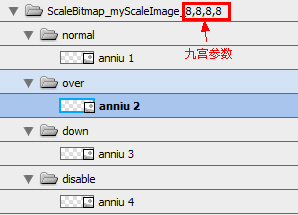 ScaleBitmap_myScaleImage_8,8,8,8
九宫参数
normal
anniu 1
over
anniu 2
down
anniu 3
disable
anniu 4